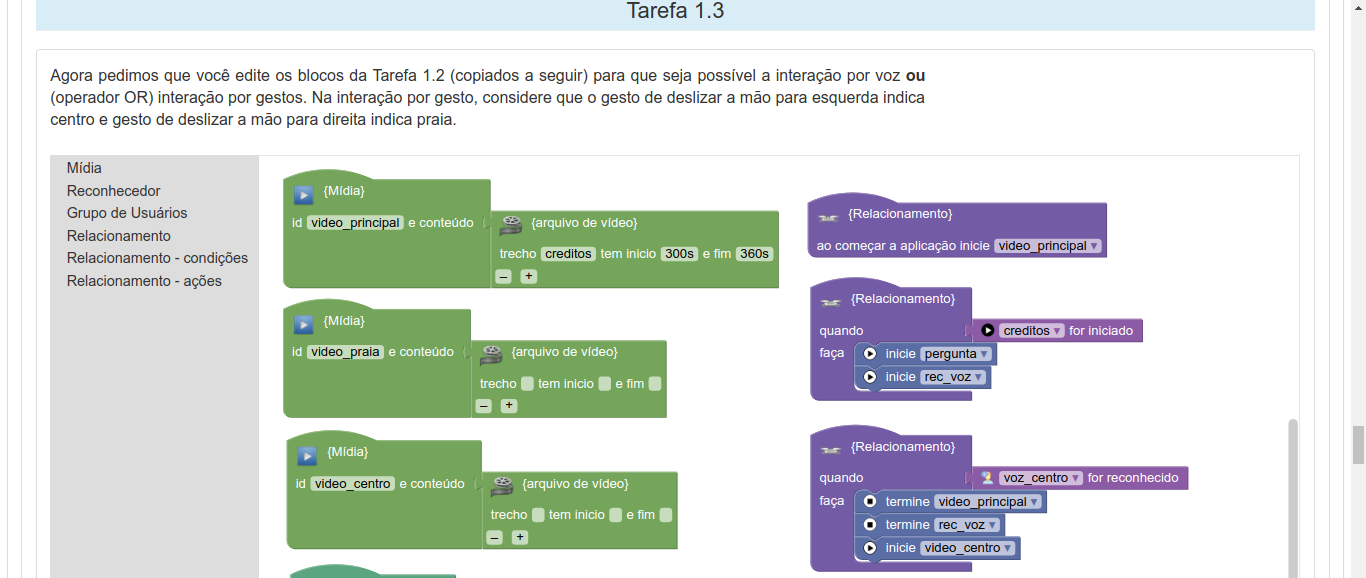 Tarefa 1.3
Agora pedimos que você edite os blocos da Tarefa 1.2 (copiados a seguir) para que seja possível a interação por voz ou
(operador OR) interação por gestos. Na interação por gesto, considere que o gesto de deslizar a mão para esquerda indica
centro e gesto de deslizar a mão para direita indica praia.
Mídia
Reconhecedor
Grupo de Usuários
Relacionamento
Relacionamento - condições
Relacionamento - ações
{Mídia}
id video_principal e conteúdo
{arquivo de vídeo}
trecho creditos tem inicio 300s e fim 360s
– +
{Mídia}
id video_praia e conteúdo
{arquivo de vídeo}
trecho tem inicio e fim
– +
{Mídia}
id video_centro e conteúdo
{arquivo de vídeo}
trecho tem inicio e fim
– +
{Relacionamento}
ao começar a aplicação inicie video_principal
{Relacionamento}
quando creditos for iniciado
faça inicie pergunta
inicie rec_voz
{Relacionamento}
quando voz_centro for reconhecido
faça termine video_principal
termine rec_voz
inicie video_centro